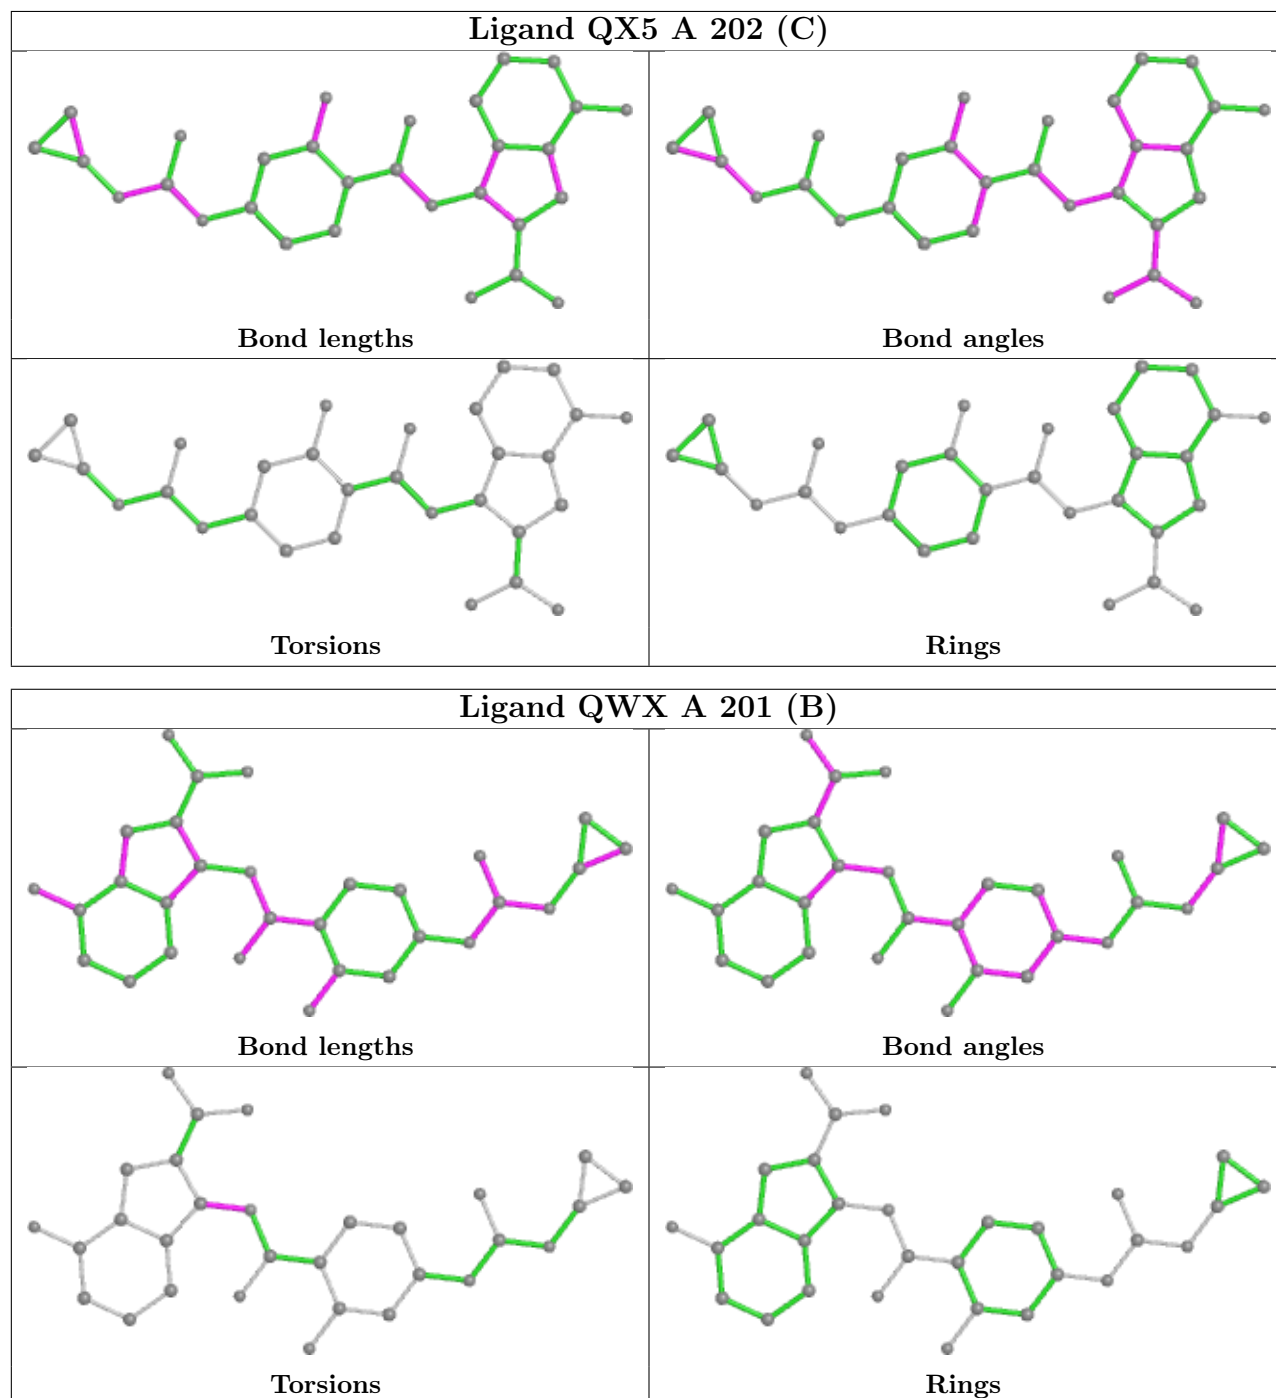 Ligand QX5 A 202 (C)
Bond lengths
Bond angles
Torsions
Rings
Ligand QWX A 201 (B)
Bond lengths
Bond angles
Torsions
Rings